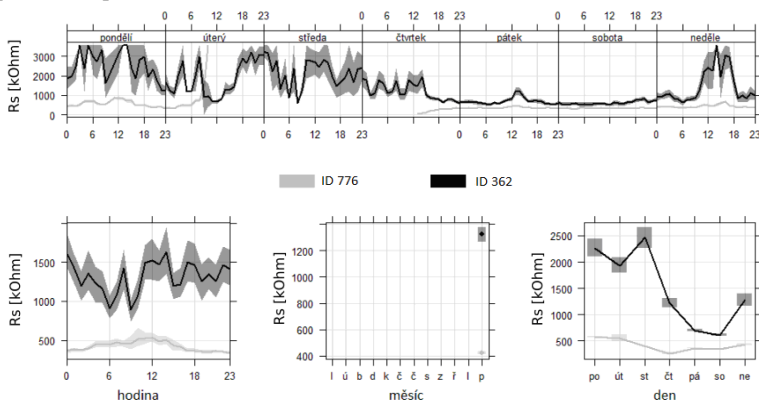 0 6 12 18 23 0 6 12 18 23 0 6 12 18 23
pondělí úterý středa čtvrtek pátek sobota neděle
Rs [kOhm]
3000
2000
1000
0
0 6 12 18 23 0 6 12 18 23 0 6 12 18 23 0 6 12 18 23
ID 776 ID 362
Rs [kOhm]
1500
1000
500
0 6 12 18 23
hodina
Rs [kOhm]
1200
1000
800
600
400
l ú b d k č č s z ř l p
měsíc
Rs [kOhm]
2500
2000
1500
1000
500
po út st čt pá so ne
den